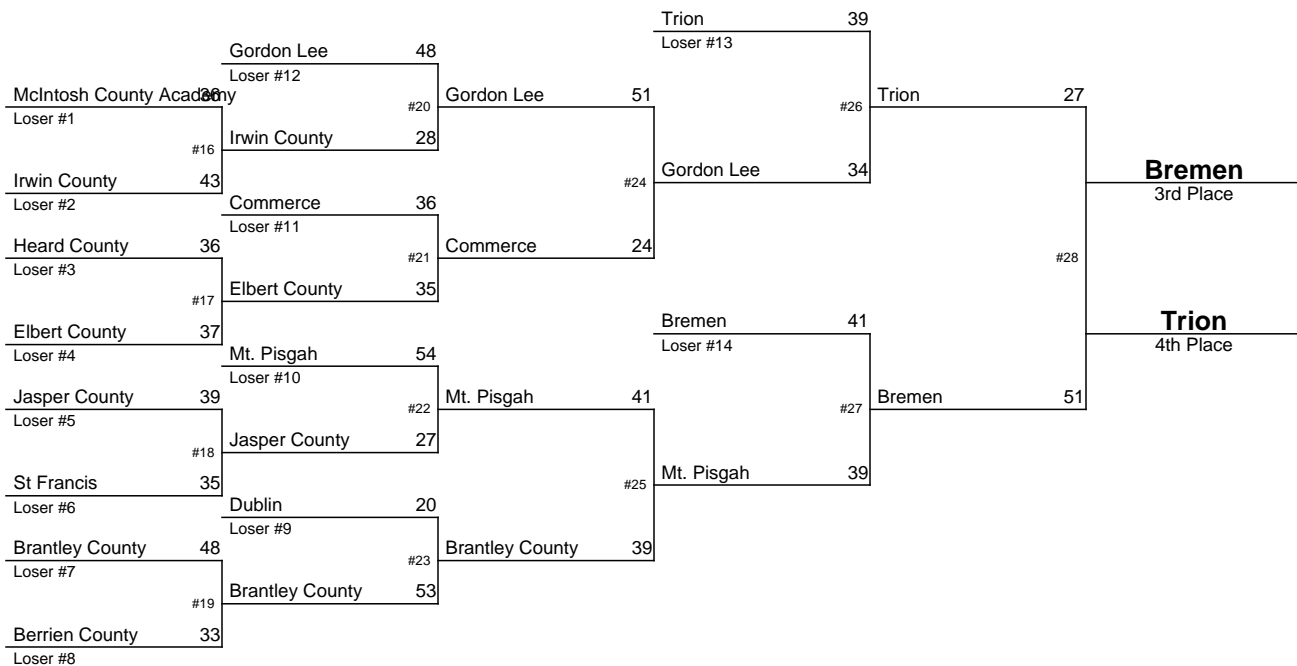 Trion 39
Loser #13
Gordon Lee 48
Loser #12
McIntosh County Academy 36
Loser #1
#20
Gordon Lee 51
#26
Trion 27
Irwin County 28
#16
Bremen
3rd Place
Gordon Lee 34
#24
Irwin County 43
Loser #2
Commerce 36
Loser #11
Heard County 36
Loser #3
#21
Commerce 24
#28
Elbert County 35
#17
Elbert County 37
Loser #4
Bremen 41
Loser #14
Trion
4th Place
Mt. Pisgah 54
Loser #10
Jasper County 39
Loser #5
#22
Mt. Pisgah 41
#27
Bremen 51
Jasper County 27
#18
Mt. Pisgah 39
#25
St Francis 35
Loser #6
Dublin 20
Loser #9
Brantley County 48
Loser #7
#23
Brantley County 39
Brantley County 53
#19
Berrien County 33
Loser #8